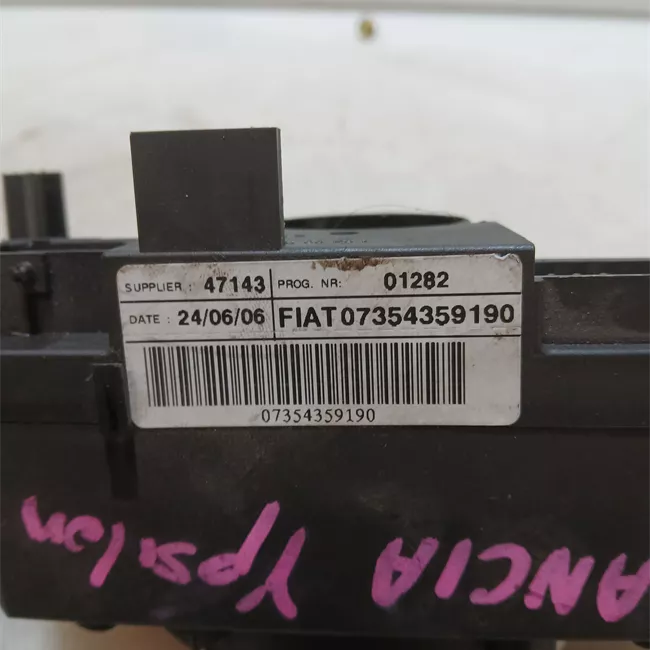 SUPPLIER : 47143 PROG. NR: 01282
DATE : 24/06/06 FIAT 07354359190
07354359190
ANCIA Ypsilon